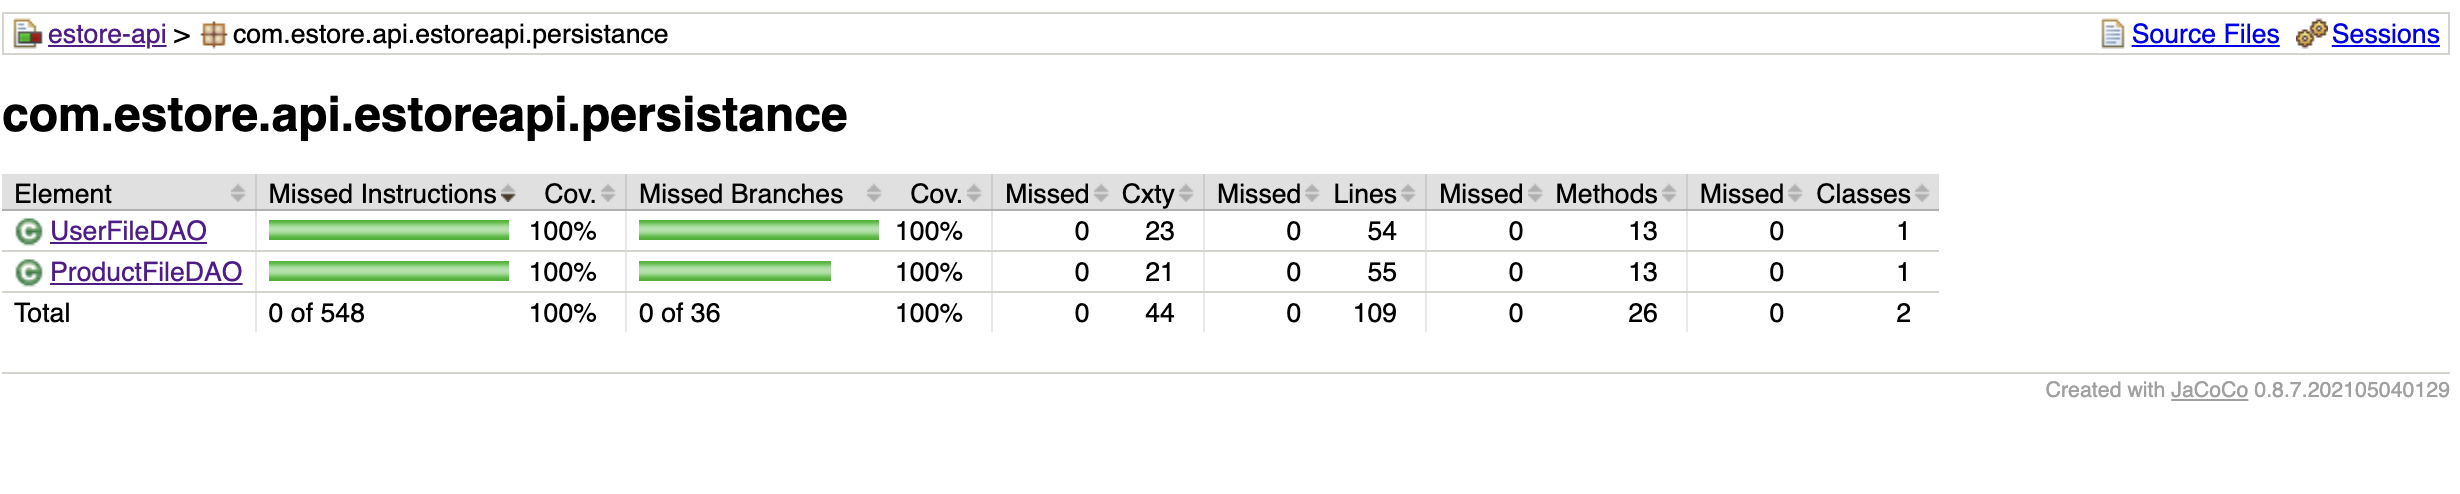 estore-api > com.estore.api.estoreapi.persistance Source Files Sessions
com.estore.api.estoreapi.persistance
Element Missed Instructions Cov. Missed Branches Cov. Missed Cxty Missed Lines Missed Methods Missed Classes
UserFileDAO 100% 100% 0 23 0 54 0 13 0 1
ProductFileDAO 100% 100% 0 21 0 55 0 13 0 1
Total 0 of 548 100% 0 of 36 100% 0 44 0 109 0 26 0 2
Created with JaCoCo 0.8.7.202105040129